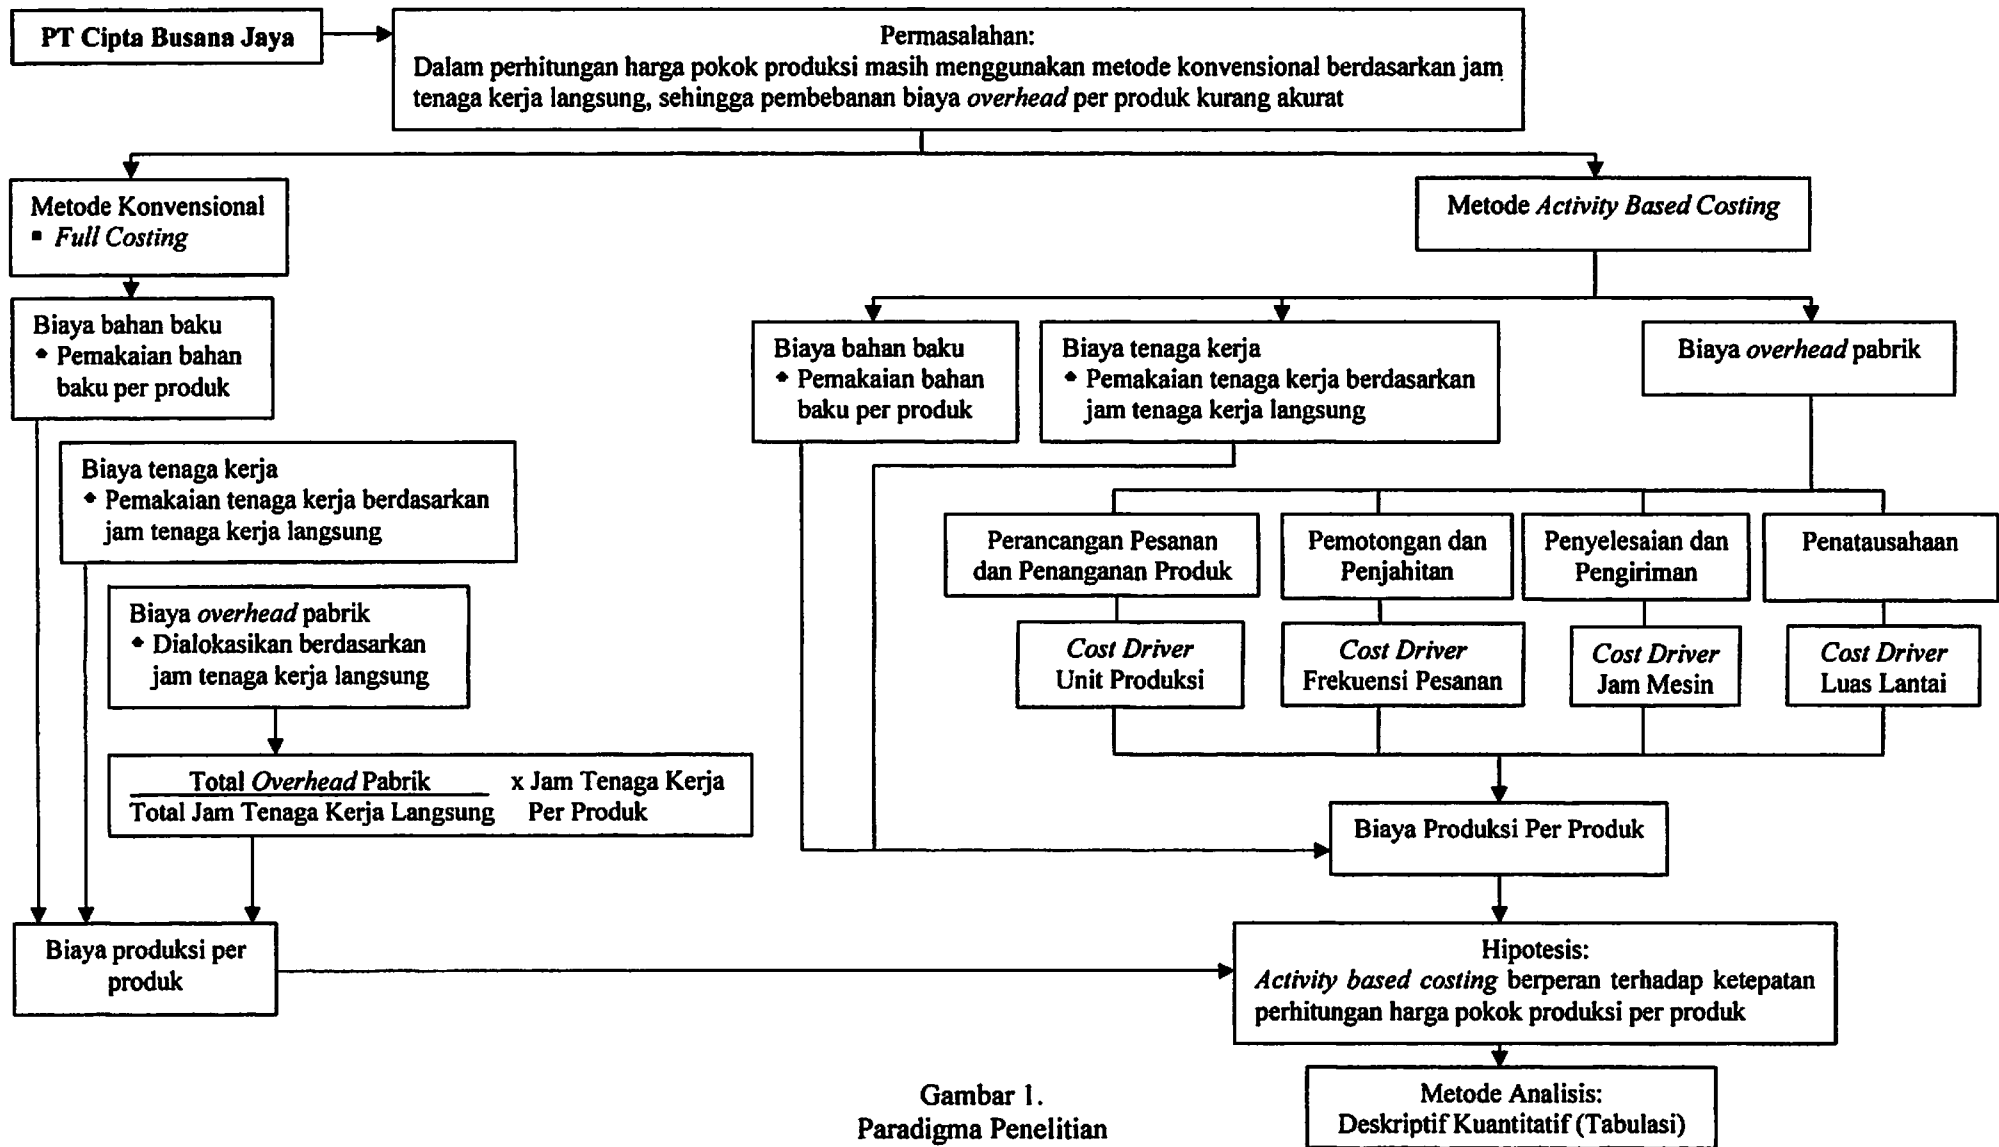 PT Cipta Busana Jaya
Permasalahan:
Dalam perhitungan harga pokok produksi masih menggunakan metode konvensional berdasarkan jam
tenaga kerja langsung, sehingga pembebanan biaya overhead per produk kurang akurat
Metode Konvensional
▪ Full Costing
Biaya bahan baku
◆ Pemakaian bahan
baku per produk
Biaya tenaga kerja
◆ Pemakaian tenaga kerja berdasarkan
jam tenaga kerja langsung
Biaya overhead pabrik
◆ Dialokasikan berdasarkan
jam tenaga kerja langsung
Total Overhead Pabrik x Jam Tenaga Kerja
Total Jam Tenaga Kerja Langsung Per Produk
Biaya produksi per
produk
Metode Activity Based Costing
Biaya bahan baku
◆ Pemakaian bahan
baku per produk
Biaya tenaga kerja
◆ Pemakaian tenaga kerja berdasarkan
jam tenaga kerja langsung
Biaya overhead pabrik
Perancangan Pesanan
dan Penanganan Produk
Pemotongan dan
Penjahitan
Penyelesaian dan
Pengiriman
Penatausahaan
Cost Driver
Unit Produksi
Cost Driver
Frekuensi Pesanan
Cost Driver
Jam Mesin
Cost Driver
Luas Lantai
Biaya Produksi Per Produk
Hipotesis:
Activity based costing berperan terhadap ketepatan
perhitungan harga pokok produksi per produk
Metode Analisis:
Deskriptif Kuantitatif (Tabulasi)
Gambar 1.
Paradigma Penelitian